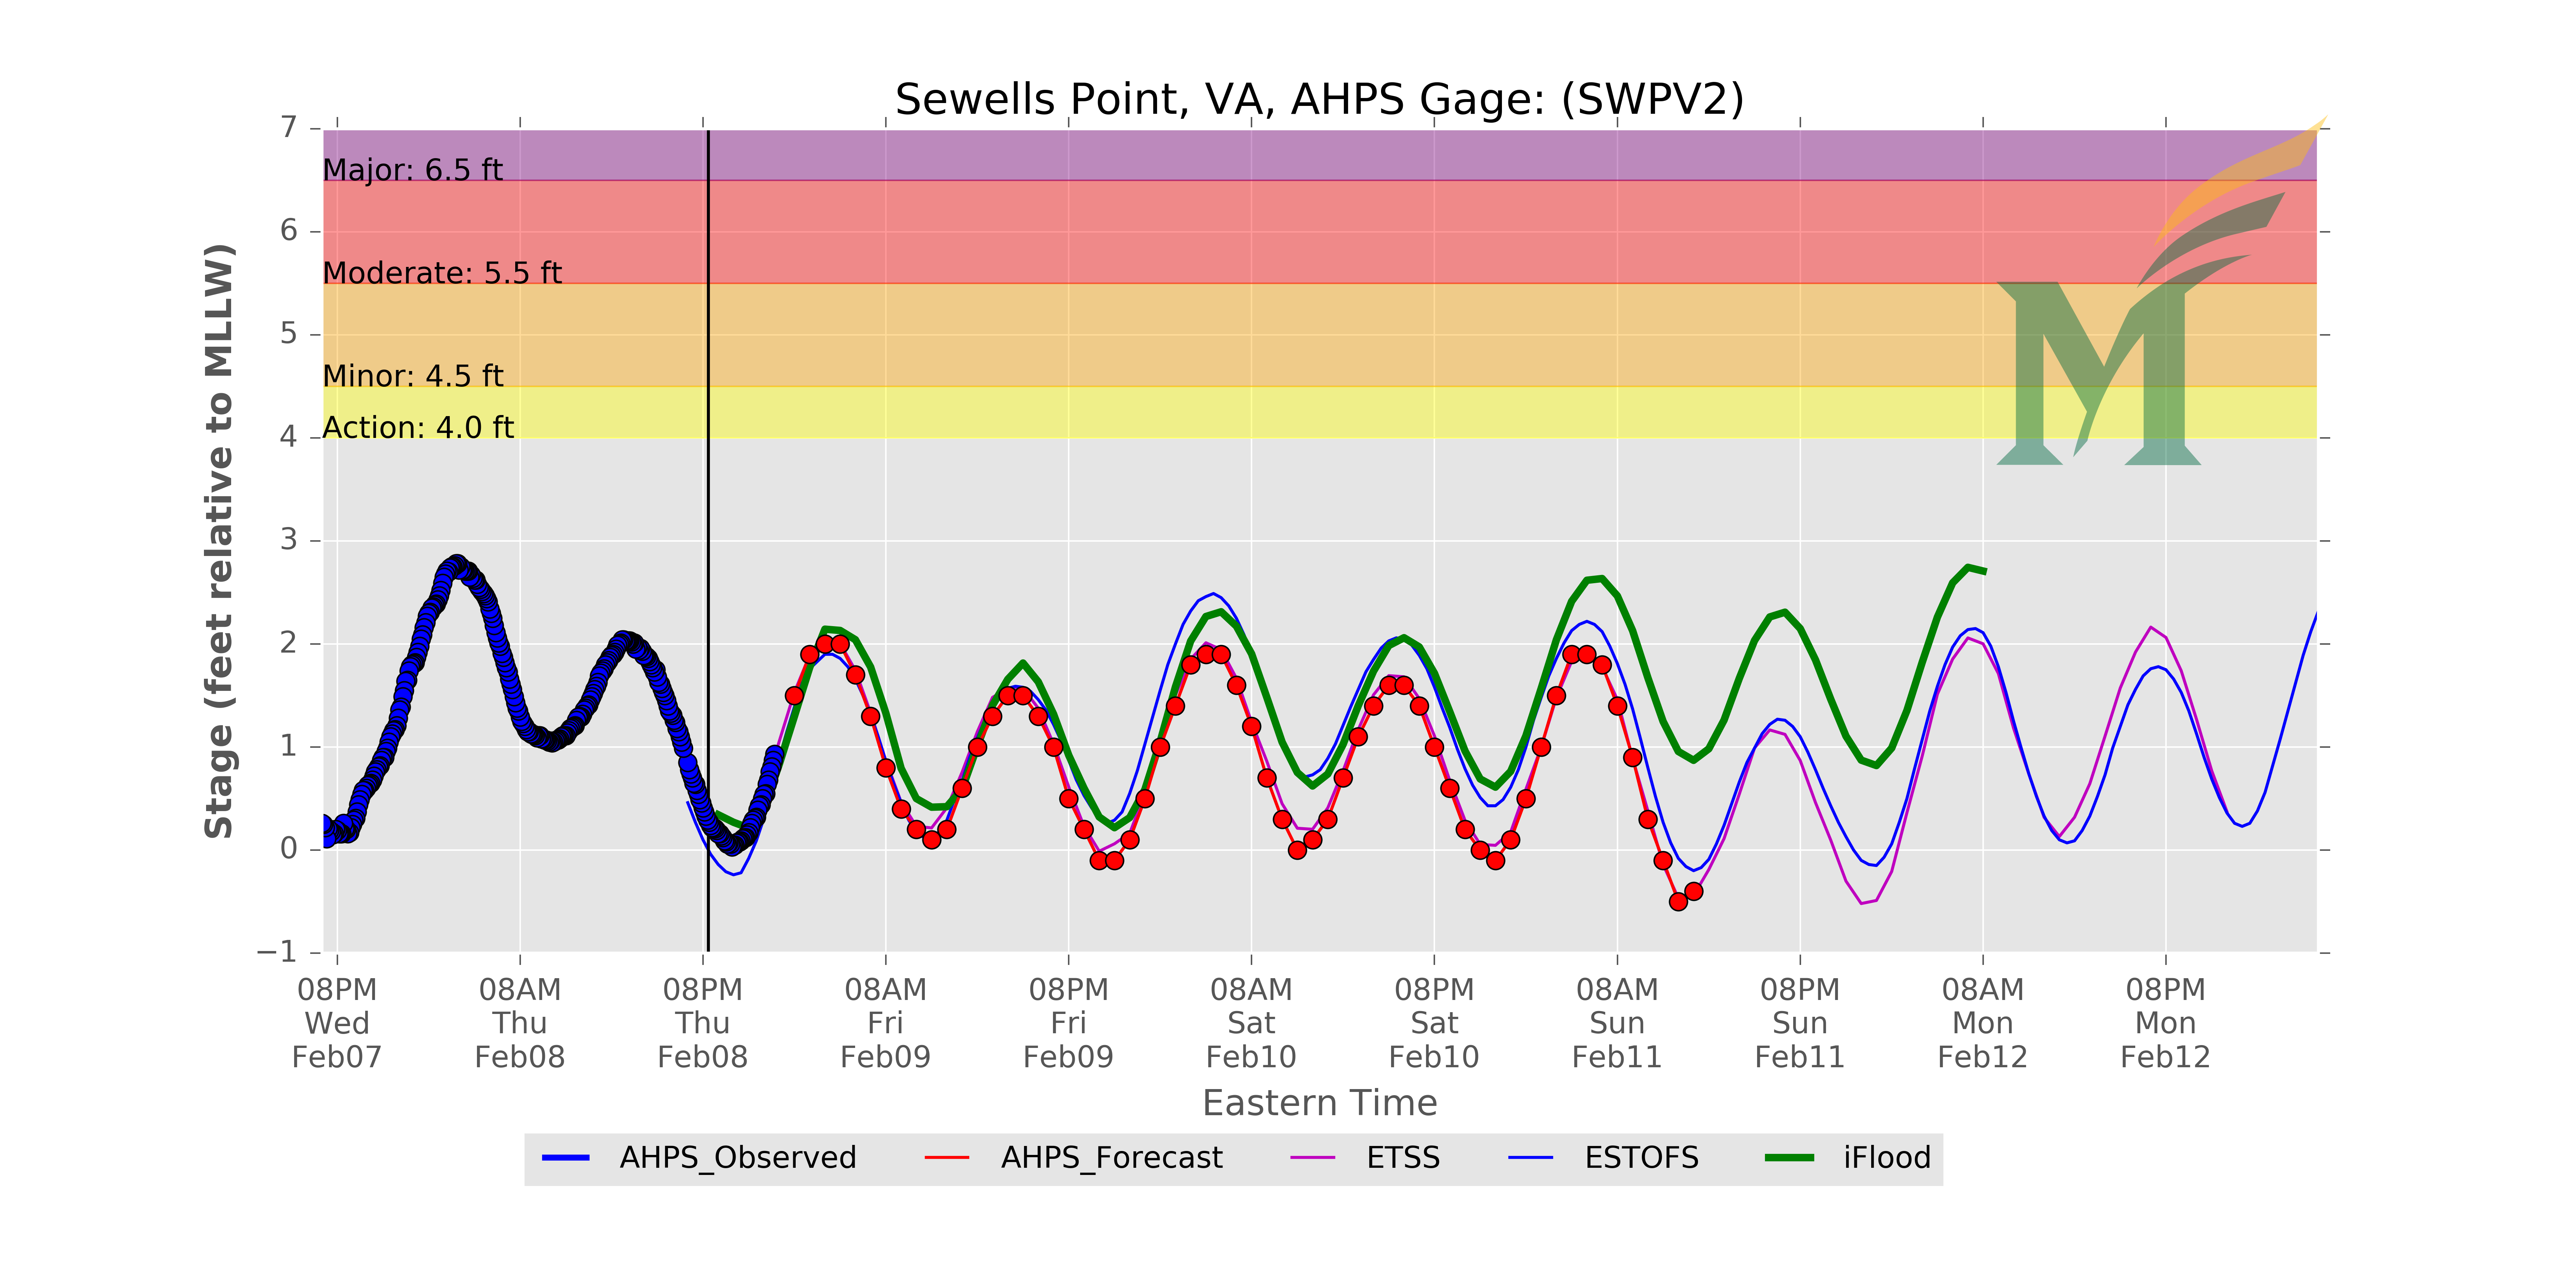 Sewells Point, VA, AHPS Gage: (SWPV2)
7
Major: 6.5 ft
6
Moderate: 5.5 ft
5
Minor: 4.5 ft
Action: 4.0 ft
4
3
2
1
0
−1
Stage (feet relative to MLLW)
M
08PM 08AM 08PM 08AM 08PM 08AM 08PM 08AM 08PM 08AM 08PM
Wed Thu Thu Fri Fri Sat Sat Sun Sun Mon Mon
Feb07 Feb08 Feb08 Feb09 Feb09 Feb10 Feb10 Feb11 Feb11 Feb12 Feb12
Eastern Time
AHPS_Observed AHPS_Forecast ETSS ESTOFS iFlood